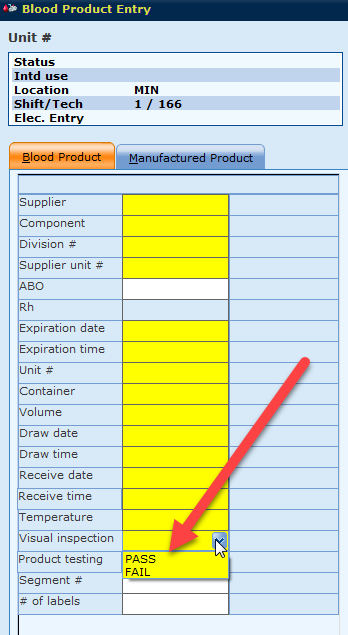 Blood Product Entry
Unit #
Status
Intd use
Location MIN
Shift/Tech 1 / 166
Elec. Entry
Blood Product Manufactured Product
Supplier
Component
Division #
Supplier unit #
ABO
Rh
Expiration date
Expiration time
Unit #
Container
Volume
Draw date
Draw time
Receive date
Receive time
Temperature
Visual inspection
Product testing PASS
FAIL
Segment #
# of labels